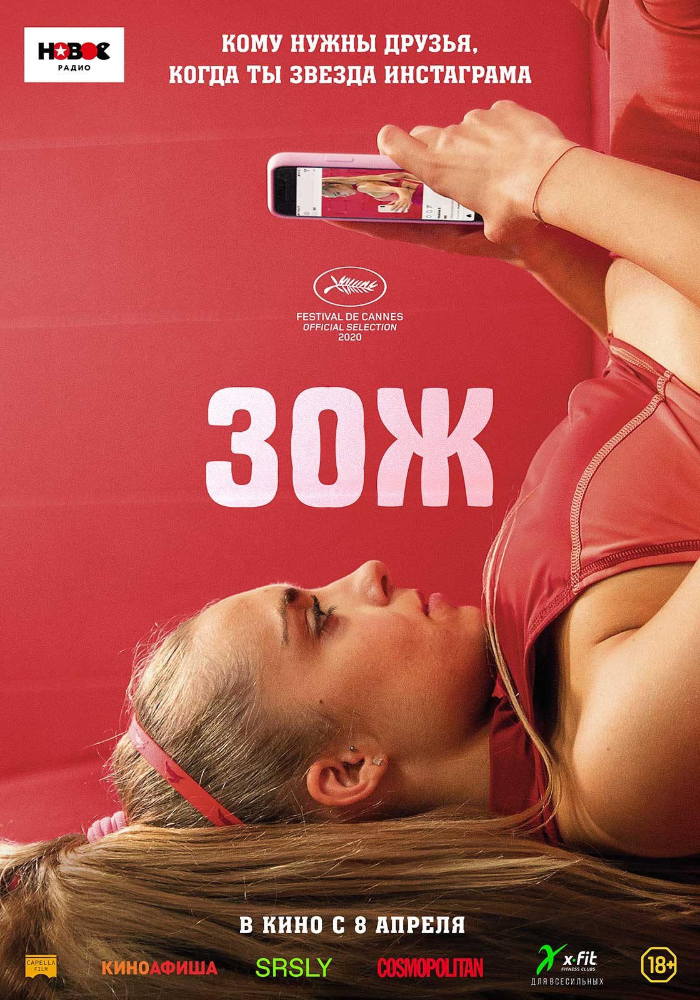 НОВОЕ
РАДИО
КОМУ НУЖНЫ ДРУЗЬЯ,
КОГДА ТЫ ЗВЕЗДА ИНСТАГРАМА
FESTIVAL DE CANNES
OFFICIAL SELECTION
2020
ЗОЖ
В КИНО С 8 АПРЕЛЯ
CAPELLA
FILM
КИНОАФИША
SRSLY
COSMOPOLITAN
x·fit
FITNESS CLUBS
ДЛЯ ВСЕСИЛЬНЫХ
18+